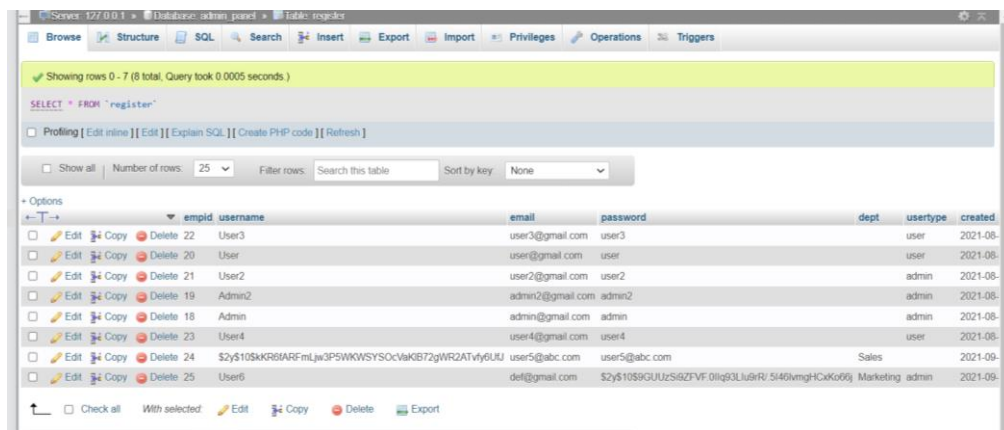 Server: 127.0.0.1 » Database: admin_panel » Table: register
Browse Structure SQL Search Insert Export Import Privileges Operations Triggers
Showing rows 0 - 7 (8 total, Query took 0.0005 seconds.)
SELECT * FROM `register`
Profiling [ Edit inline ] [ Edit ] [ Explain SQL ] [ Create PHP code ] [ Refresh ]
Show all | Number of rows: 25 Filter rows: Search this table Sort by key: None
+ Options
←T→ empid username email password dept usertype created
Edit Copy Delete 22 User3 user3@gmail.com user3 user 2021-08-
Edit Copy Delete 20 User user@gmail.com user user 2021-08-
Edit Copy Delete 21 User2 user2@gmail.com user2 admin 2021-08-
Edit Copy Delete 19 Admin2 admin2@gmail.com admin2 admin 2021-08-
Edit Copy Delete 18 Admin admin@gmail.com admin admin 2021-08-
Edit Copy Delete 23 User4 user4@gmail.com user4 user 2021-08-
Edit Copy Delete 24 user5@abc.com user5@abc.com Sales 2021-09-
Edit Copy Delete 25 User6 def@gmail.com Marketing admin 2021-09-
Check all With selected: Edit Copy Delete Export